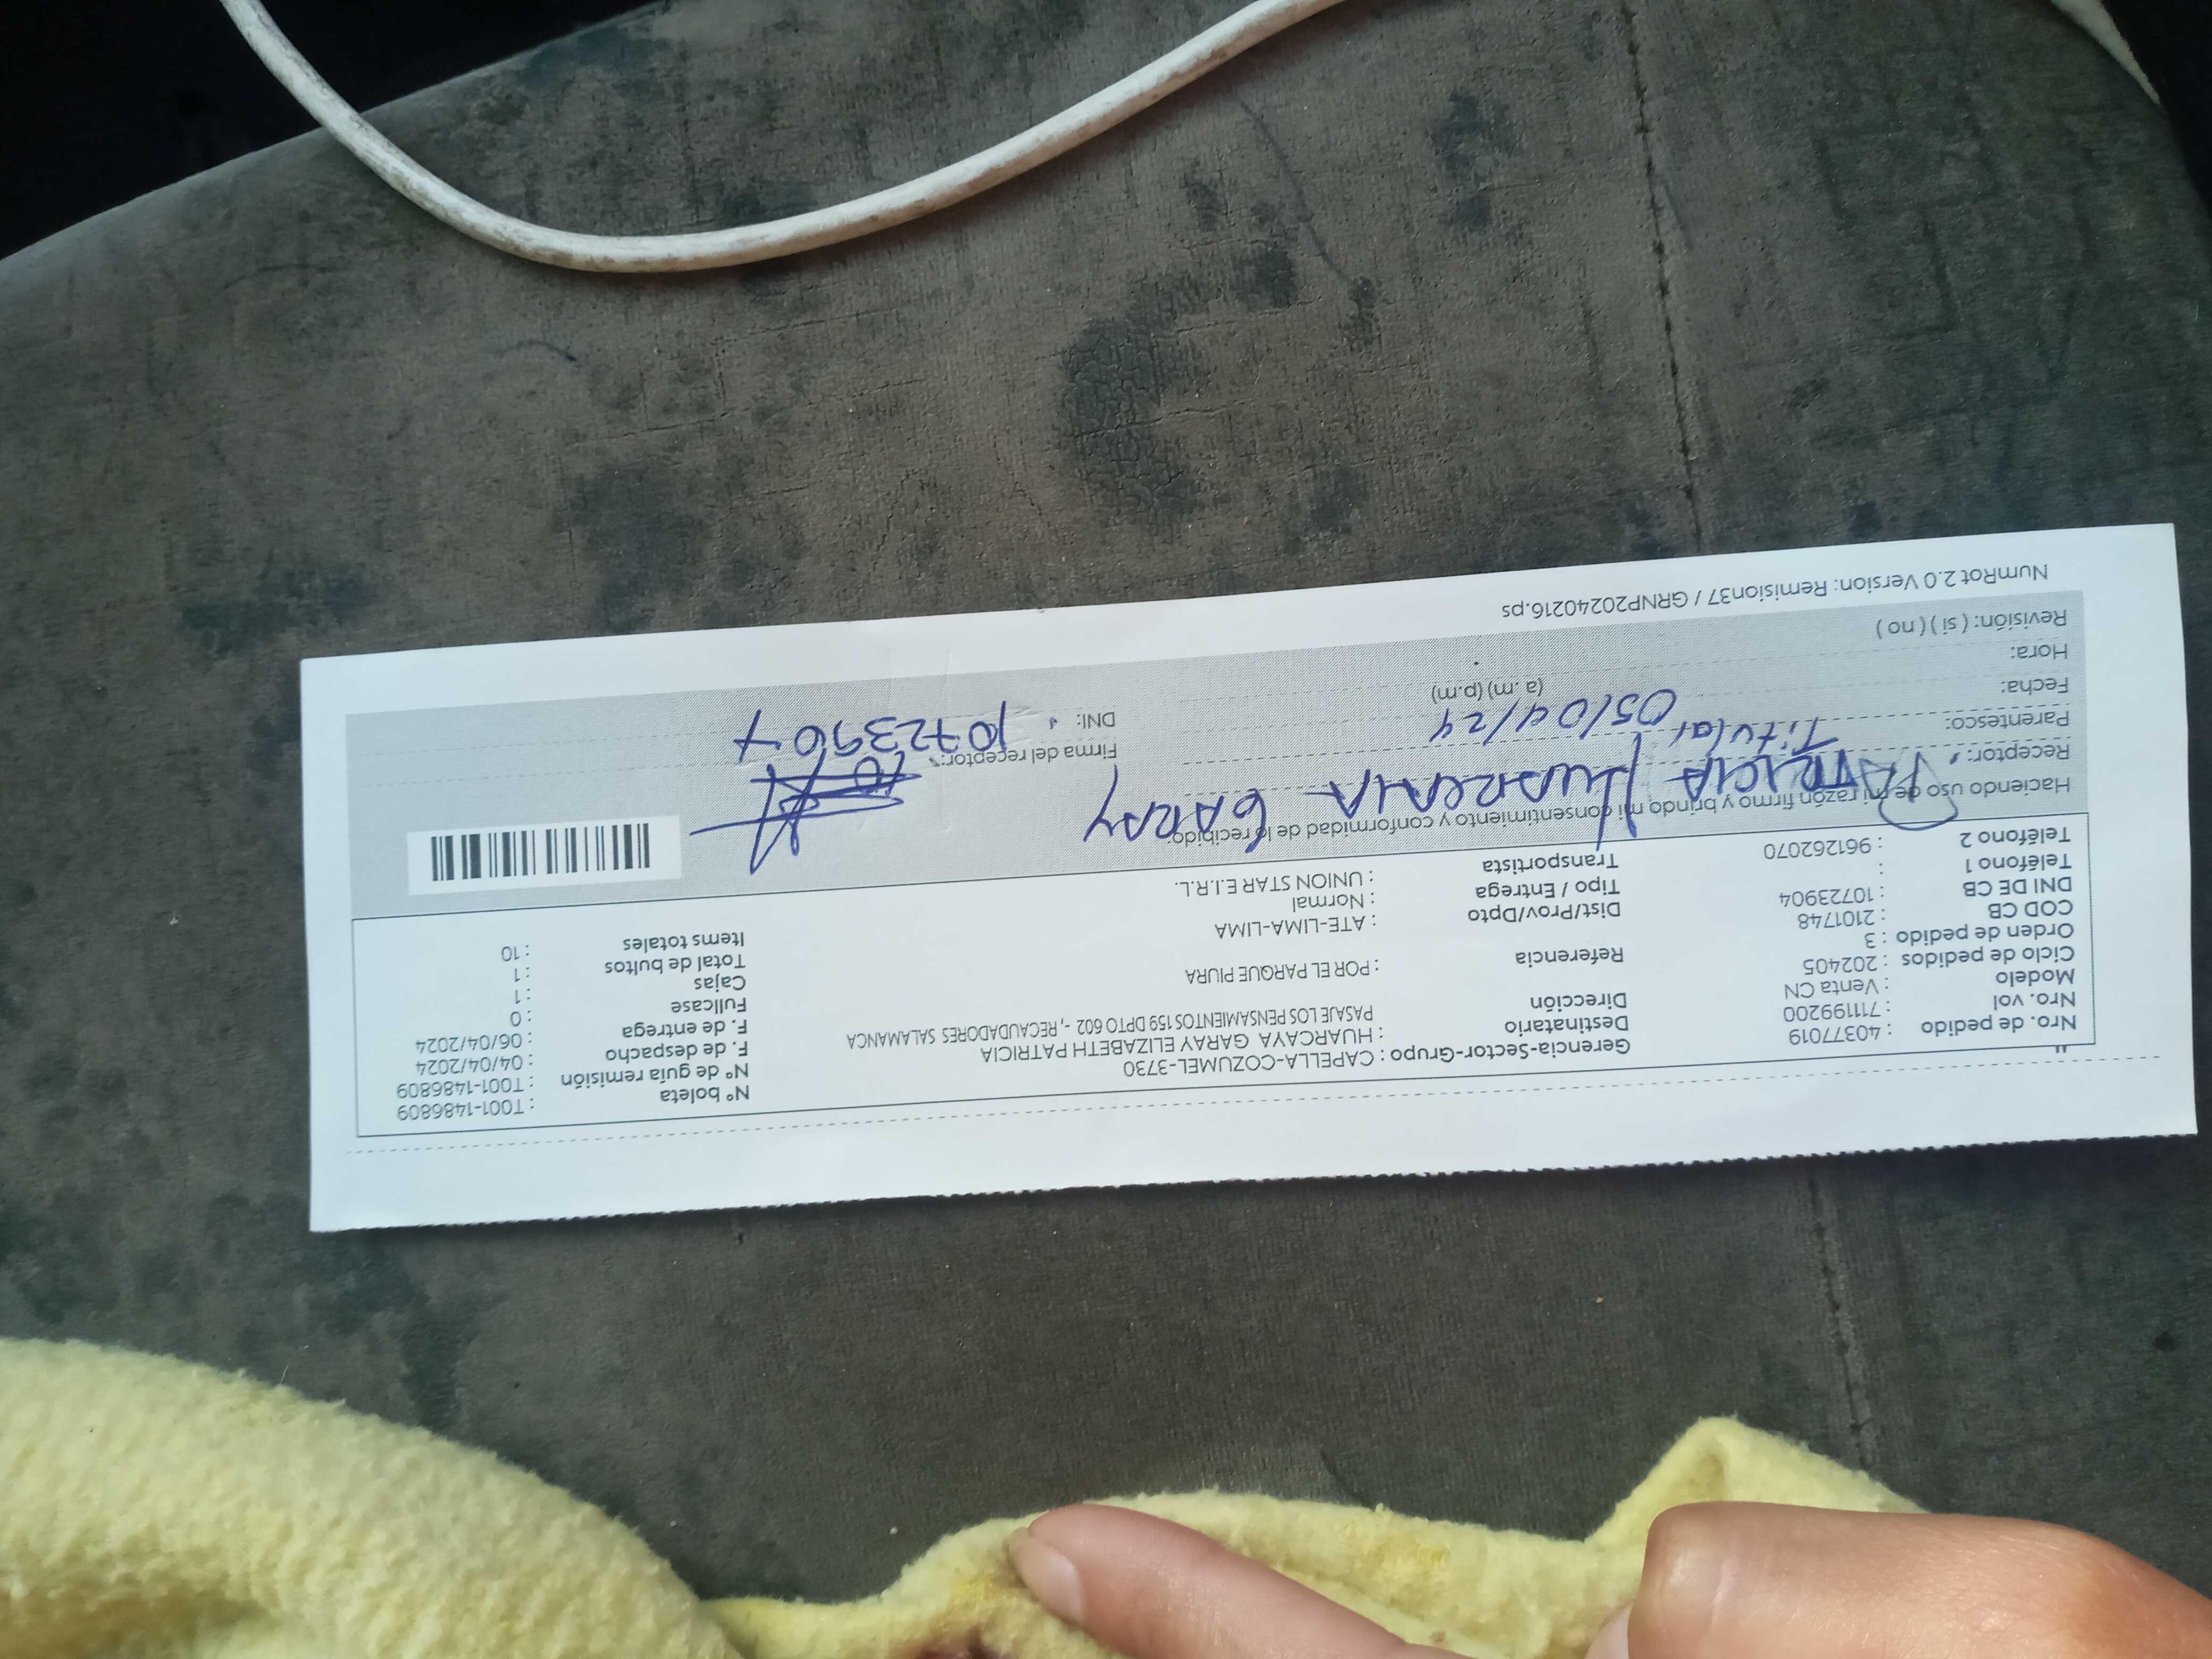 Nro. de pedido : 40377019
Nro. vol : 711199200
Modelo : Venta CN
Ciclo de pedidos : 202405
Orden de pedido : 3
COD CB : 2101748
DNI DE CB : 10723904
Teléfono 1 :
Teléfono 2 : 961262070
Gerencia-Sector-Grupo : CAPELLA-COZUMEL-3730
Destinatario : HUARCAYA GARAY ELIZABETH PATRICIA
Dirección PASAJE LOS PENSAMIENTOS 159 DPTO 602 -, RECAUDADORES SALAMANCA
Referencia : POR EL PARQUE PIURA
Dist/Prov/Dpto : ATE-LIMA-LIMA
Tipo / Entrega : Normal
Transportista : UNION STAR E.I.R.L.
Nº boleta : T001-1486809
Nº de guía remisión : T001-1486809
F. de despacho : 04/04/2024
F. de entrega : 06/04/2024
Fullcase : 0
Cajas : 1
Total de bultos : 1
Items totales : 10
Haciendo uso de mi razón firmo y brindo mi consentimiento y conformidad de lo recibido:
Receptor: PATRICIA HUARCAYA GARAY
Parentesco: Titular
Fecha: 05/04/24
Hora: (a. m) (p.m)
Revisión: ( si ) ( no )
Firma del receptor:
DNI: 10723904
NumRot 2.0 Version: Remision37 / GRNP20240216.ps